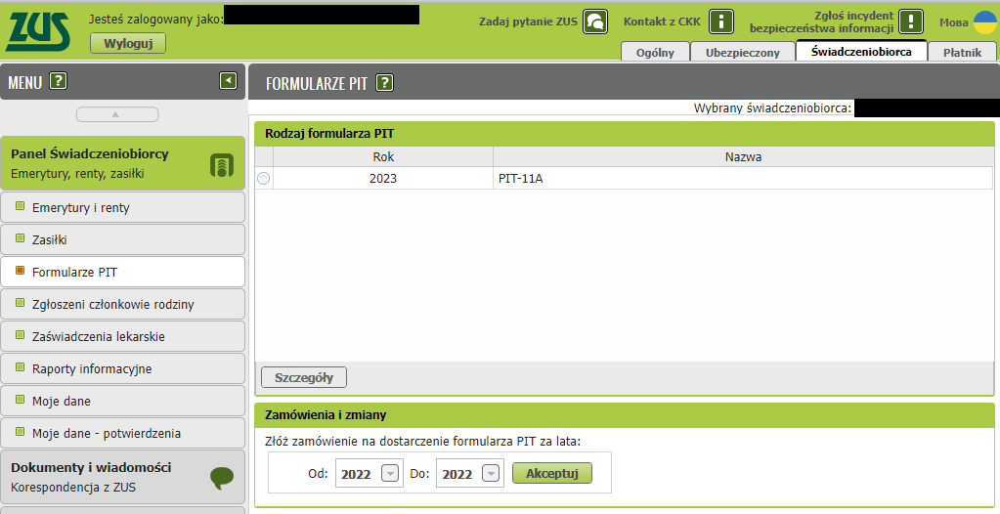 ZUS
Jesteś zalogowany jako:
Wyloguj
Zadaj pytanie ZUS
Kontakt z CKK
Zgłoś incydent
bezpieczeństwa informacji
Мова
Ogólny
Ubezpieczony
Świadczeniobiorca
Płatnik
MENU ?
FORMULARZE PIT ?
Wybrany świadczeniobiorca:
Panel Świadczeniobiorcy
Emerytury, renty, zasiłki
Emerytury i renty
Zasiłki
Formularze PIT
Zgłoszeni członkowie rodziny
Zaświadczenia lekarskie
Raporty informacyjne
Moje dane
Moje dane - potwierdzenia
Dokumenty i wiadomości
Korespondencja z ZUS
Rodzaj formularza PIT
Rok Nazwa
2023 PIT-11A
Szczegóły
Zamówienia i zmiany
Złóż zamówienie na dostarczenie formularza PIT za lata:
Od: 2022 Do: 2022 Akceptuj